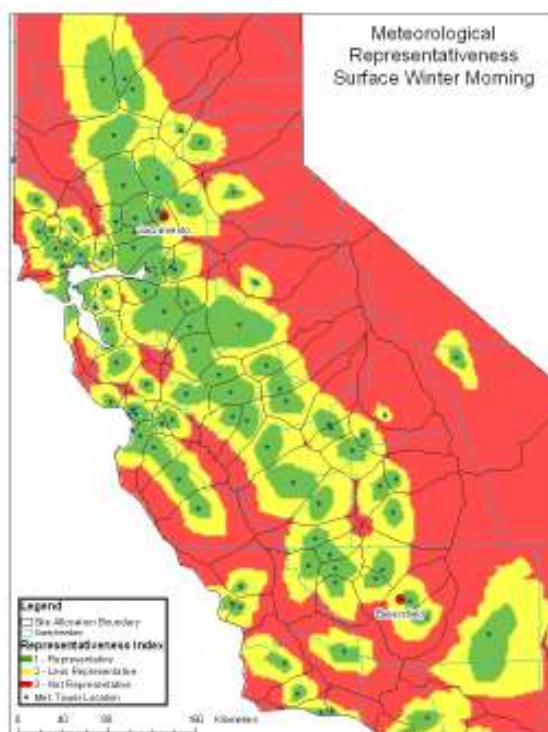 Meteorological
Representativeness
Surface Winter Morning
Sacramento
Legend
Site Allocation Boundary
Representativeness Index
1 - Representative
2 - Less Representative
3 - Not Representative
Met. Tower Location
0 40 80 160 Kilometers